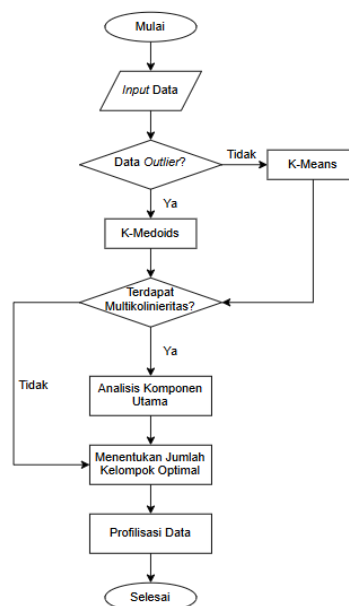 Mulai
Input Data
Data Outlier?
Tidak
K-Means
Ya
K-Medoids
Terdapat
Multikolinieritas?
Ya
Tidak
Analisis Komponen
Utama
Menentukan Jumlah
Kelompok Optimal
Profilisasi Data
Selesai